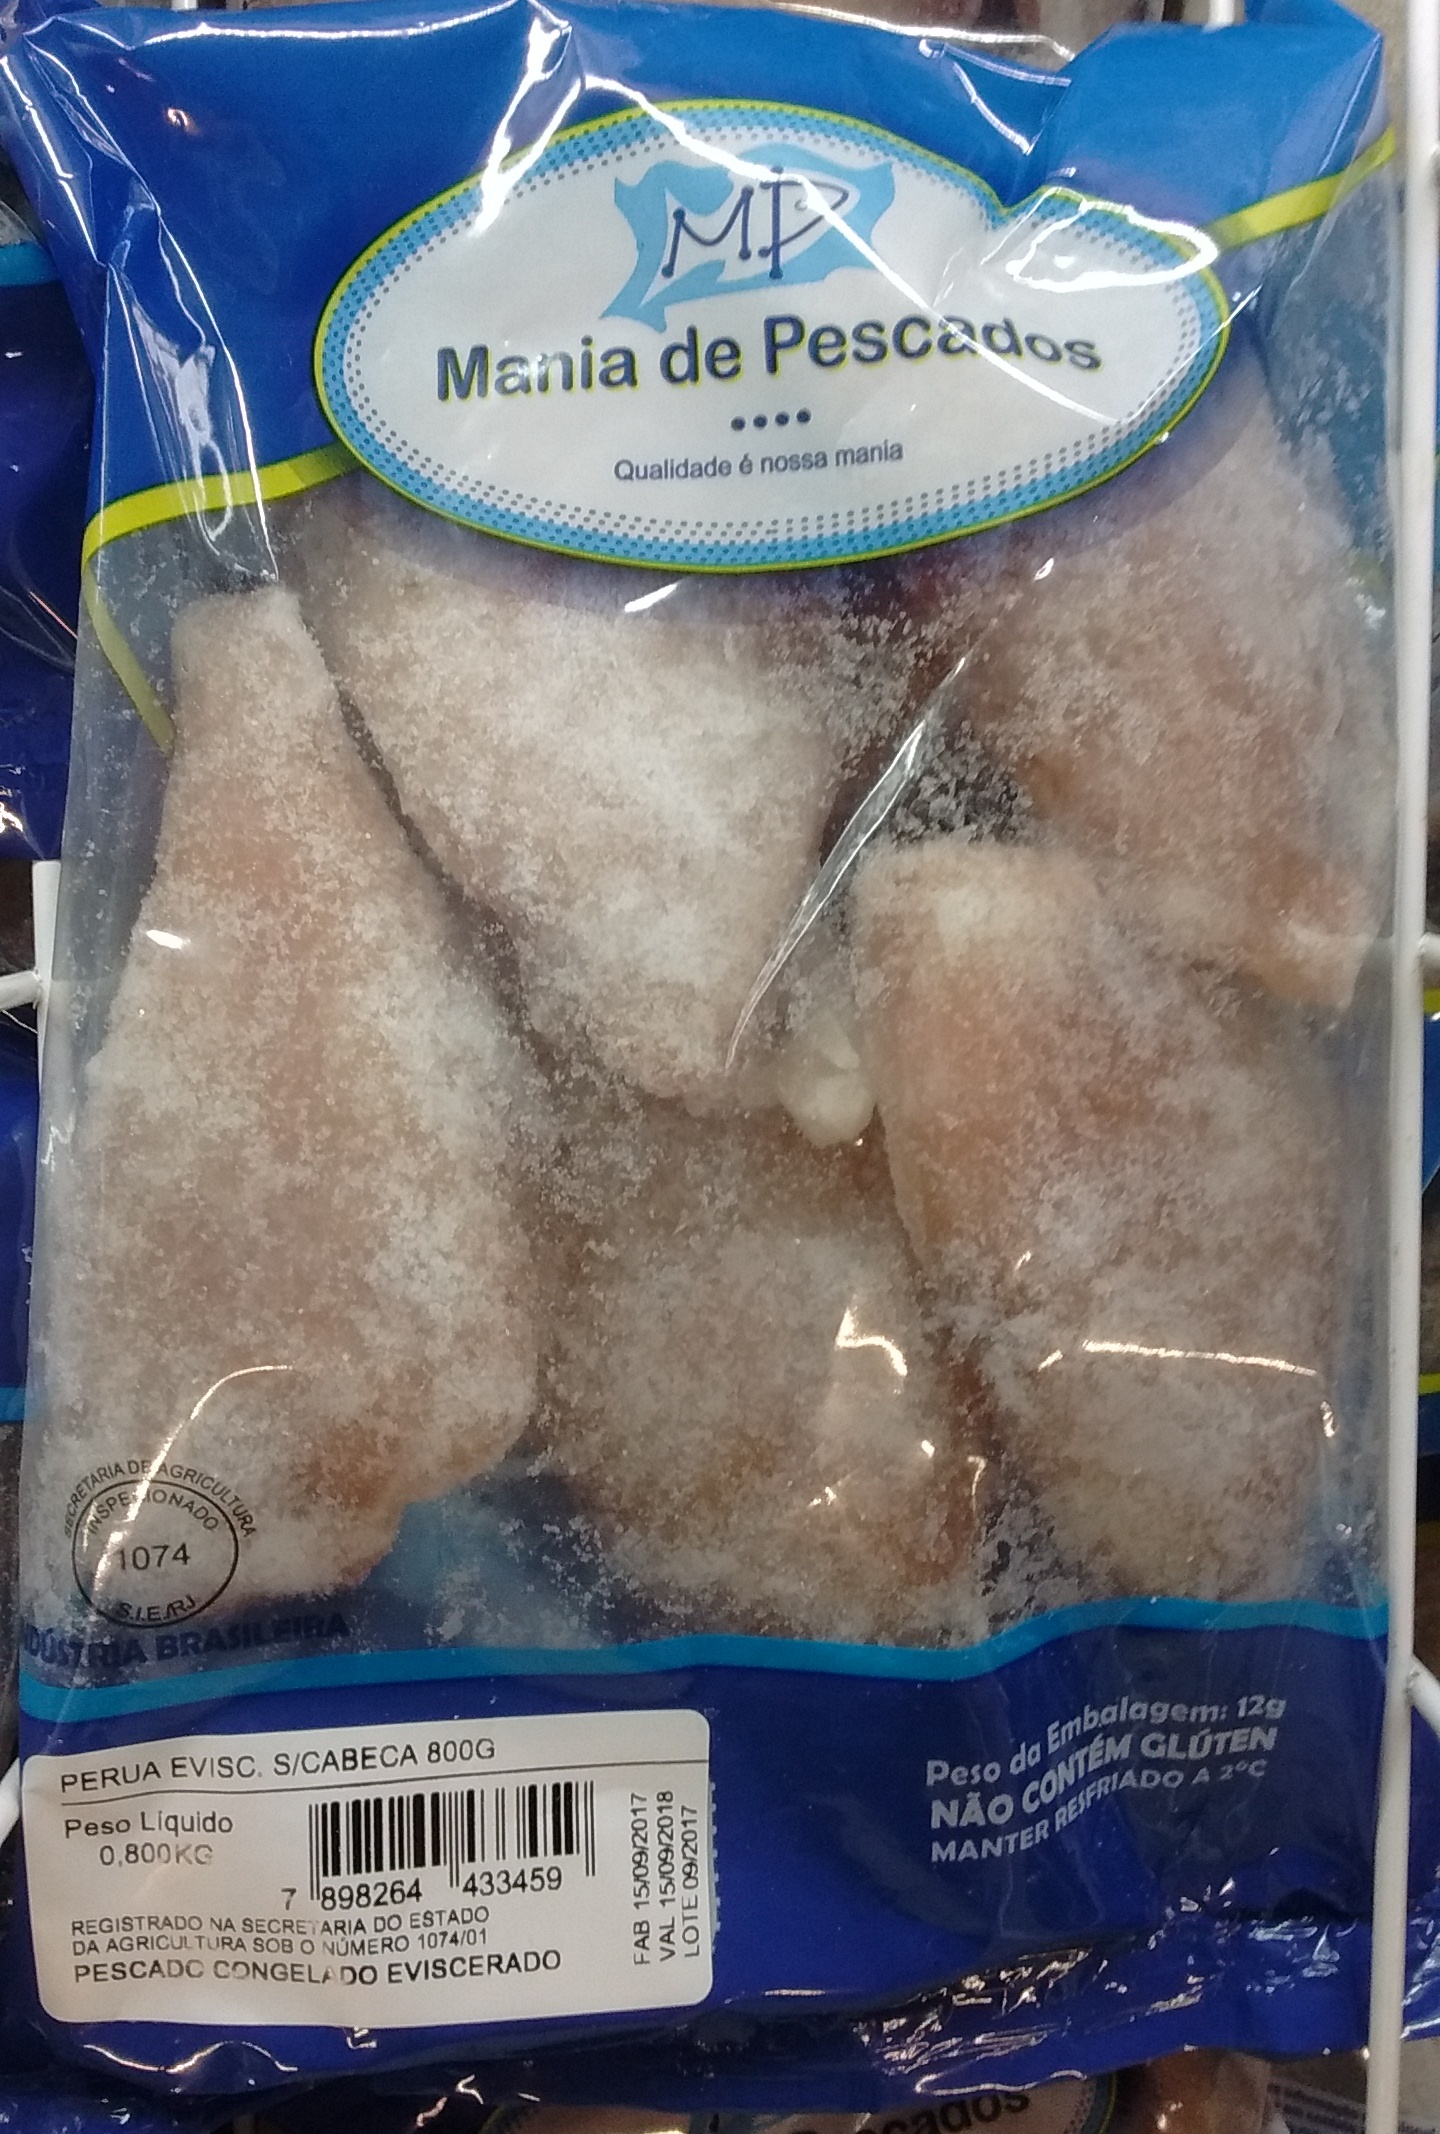 MP
Mania de Pescados
Qualidade é nossa mania
SECRETARIA DE AGRICULTURA
INSPECIONADO
1074
S.I.E./RJ
INDÚSTRIA BRASILEIRA
Peso da Embalagem: 12g
NÃO CONTÉM GLÚTEN
MANTER RESFRIADO A 2°C
PERUA EVISC. S/CABECA 800G
Peso Líquido
0,800KG
7 898264 433459
FAB 15/09/2017
VAL 15/09/2018
LOTE 09/2017
REGISTRADO NA SECRETARIA DO ESTADO
DA AGRICULTURA SOB O NÚMERO 1074/01
PESCADO CONGELADO EVISCERADO